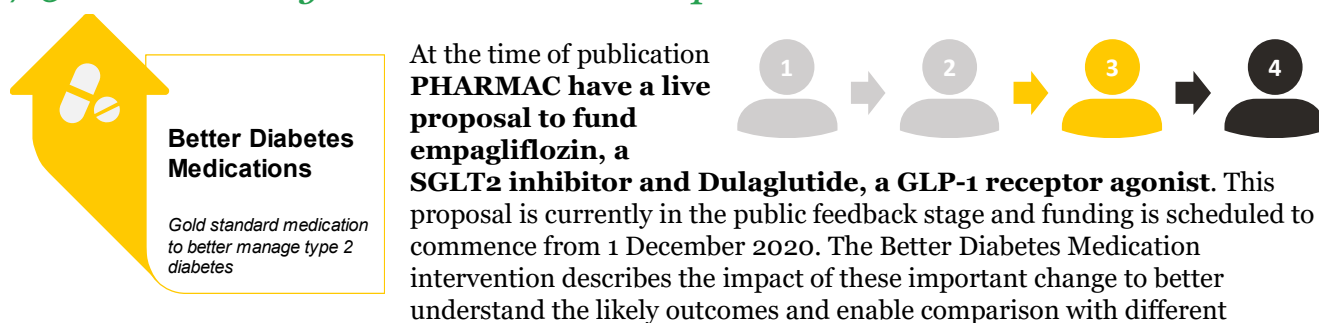 Better Diabetes
Medications
Gold standard medication
to better manage type 2
diabetes
At the time of publication
PHARMAC have a live
proposal to fund
empagliflozin, a
1
2
3
4
SGLT2 inhibitor and Dulaglutide, a GLP-1 receptor agonist. This
proposal is currently in the public feedback stage and funding is scheduled to
commence from 1 December 2020. The Better Diabetes Medication
intervention describes the impact of these important change to better
understand the likely outcomes and enable comparison with different